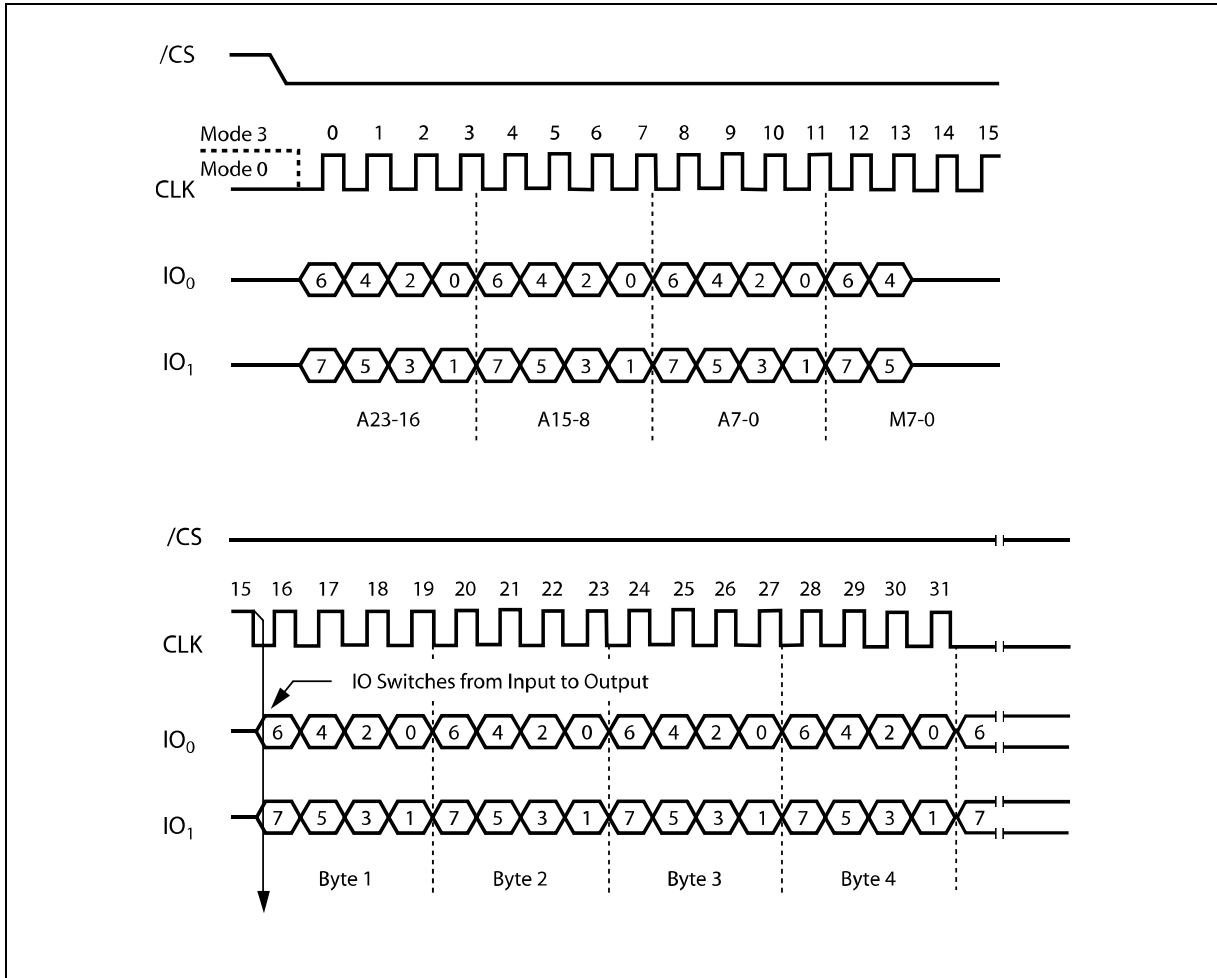 /CS
Mode 3
0 1 2 3 4 5 6 7 8 9 10 11 12 13 14 15
Mode 0
CLK
IO0 6 4 2 0 6 4 2 0 6 4 2 0 6 4
IO1 7 5 3 1 7 5 3 1 7 5 3 1 7 5
A23-16 A15-8 A7-0 M7-0
/CS
15 16 17 18 19 20 21 22 23 24 25 26 27 28 29 30 31
CLK
IO Switches from Input to Output
IO0 6 4 2 0 6 4 2 0 6 4 2 0 6 4 2 0 6
IO1 7 5 3 1 7 5 3 1 7 5 3 1 7 5 3 1 7
Byte 1 Byte 2 Byte 3 Byte 4